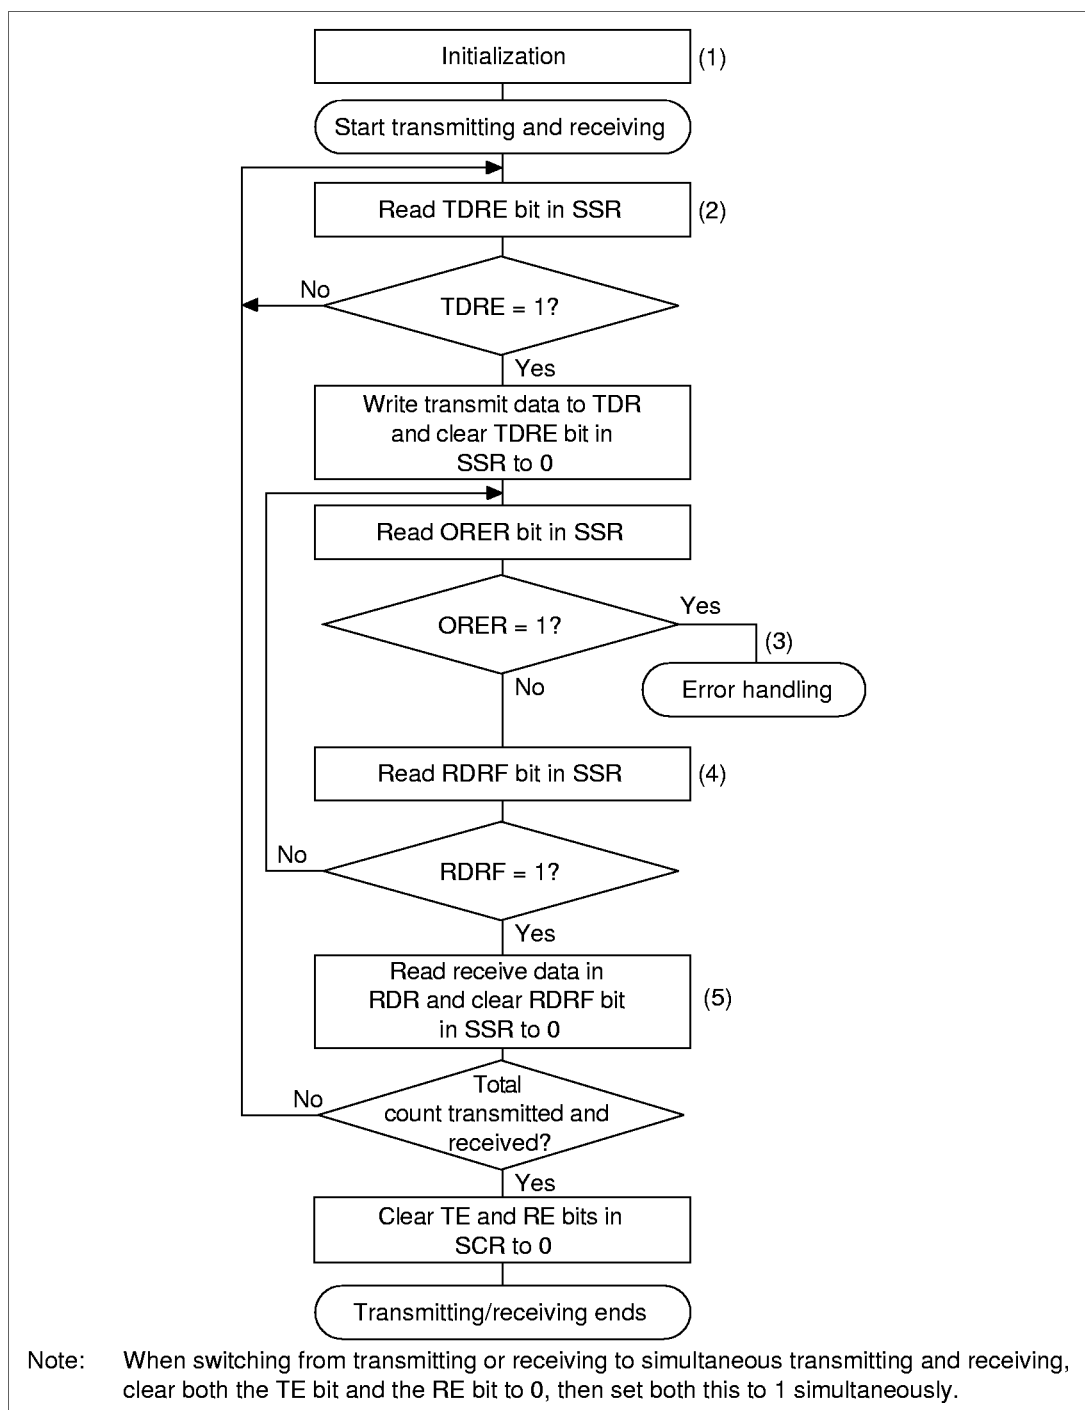 Initialization
(1)
Start transmitting and receiving
Read TDRE bit in SSR
(2)
No
TDRE = 1?
Yes
Write transmit data to TDR
and clear TDRE bit in
SSR to 0
Read ORER bit in SSR
Yes
ORER = 1?
(3)
No
Error handling
Read RDRF bit in SSR
(4)
No
RDRF = 1?
Yes
Read receive data in
RDR and clear RDRF bit
in SSR to 0
(5)
Total
No
count transmitted and
received?
Yes
Clear TE and RE bits in
SCR to 0
Transmitting/receiving ends
Note: When switching from transmitting or receiving to simultaneous transmitting and receiving,
clear both the TE bit and the RE bit to 0, then set both this to 1 simultaneously.